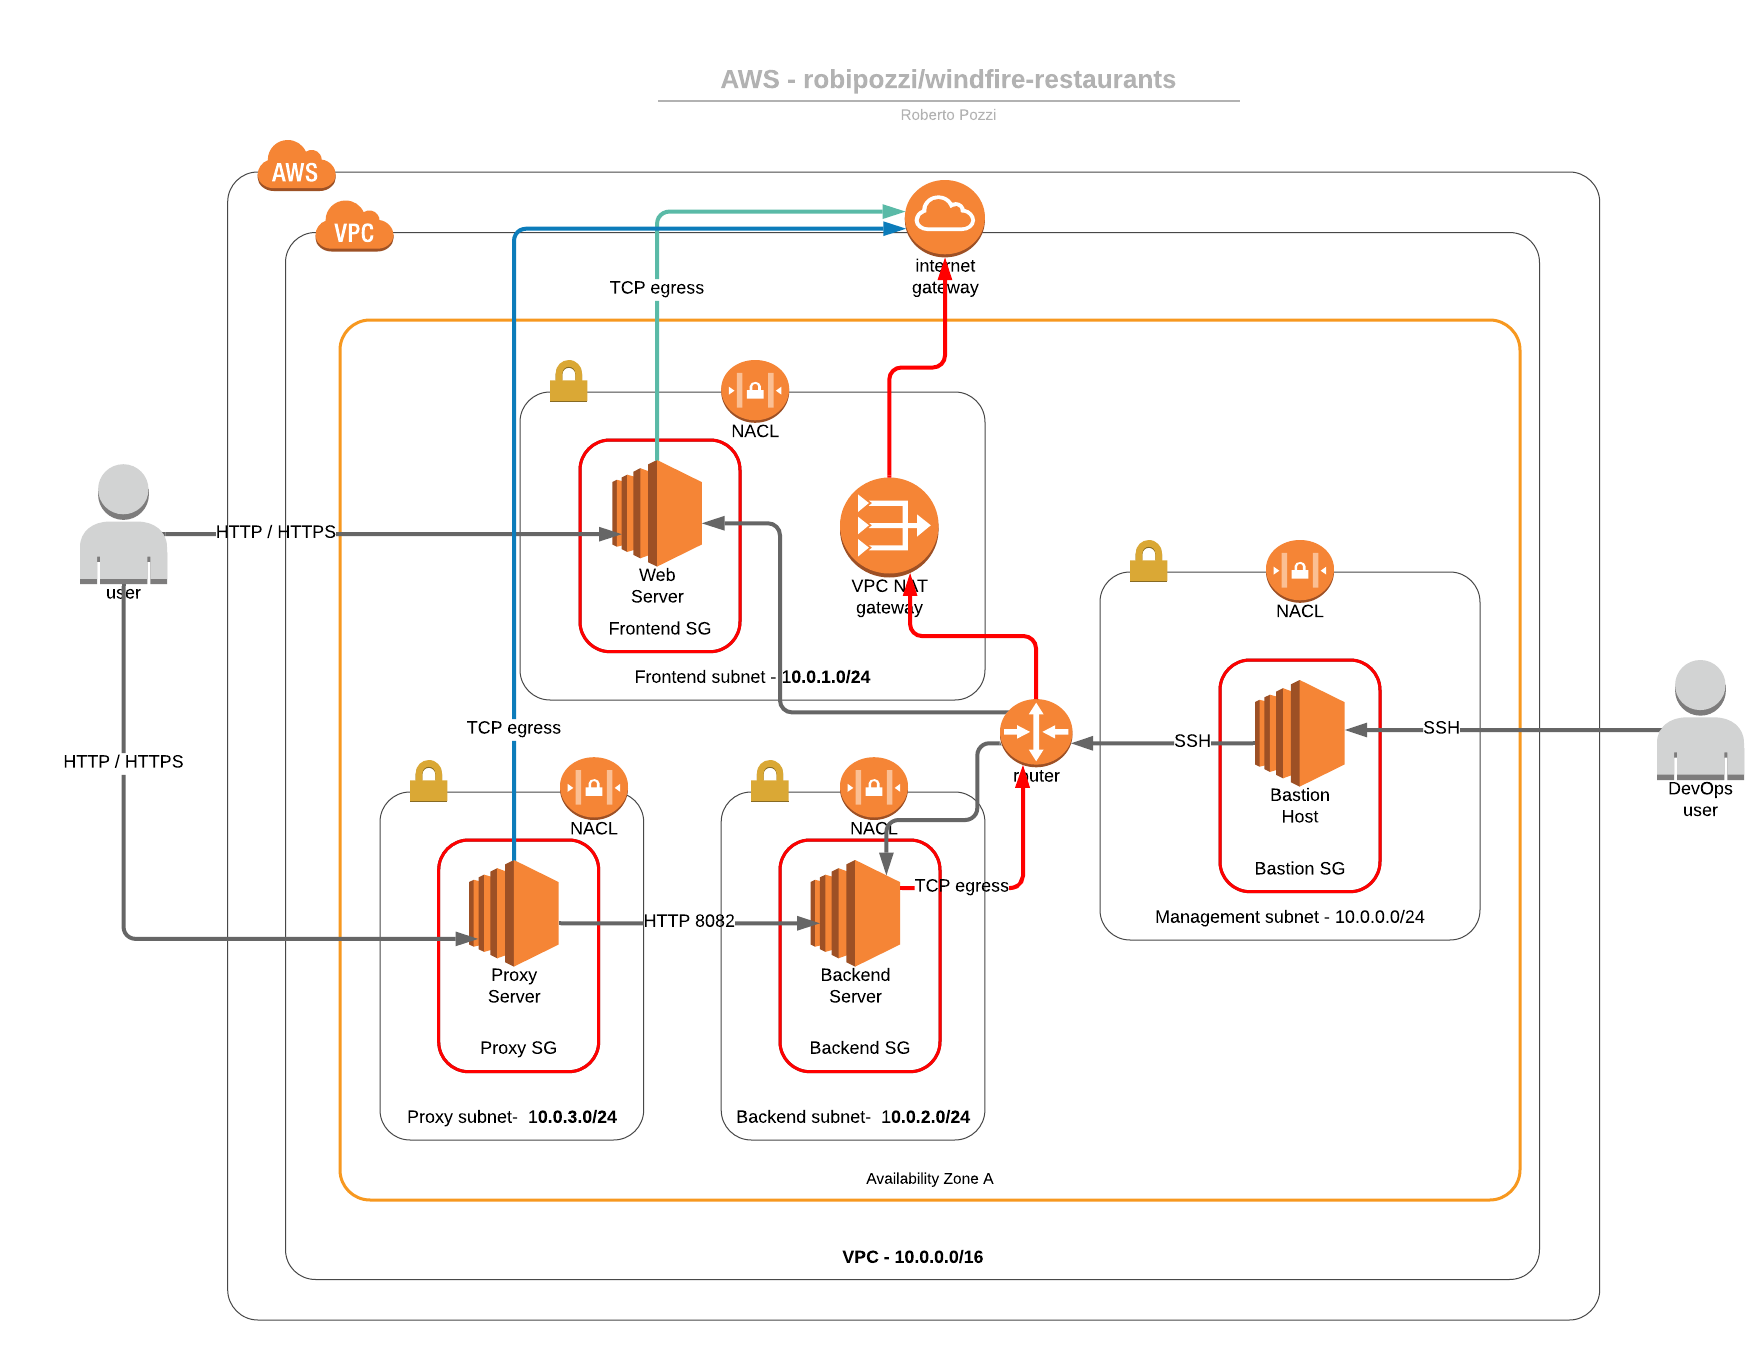 AWS - robipozzi/windfire-restaurants
Roberto Pozzi
AWS
VPC
internet
gateway
TCP egress
NACL
HTTP / HTTPS
user
Web
Server
Frontend SG
VPC NAT
gateway
Frontend subnet - 10.0.1.0/24
NACL
TCP egress
HTTP / HTTPS
router
SSH
SSH
Bastion
Host
Bastion SG
Management subnet - 10.0.0.0/24
DevOps
user
NACL
NACL
TCP egress
HTTP 8082
Proxy
Server
Proxy SG
Backend
Server
Backend SG
Proxy subnet-  10.0.3.0/24
Backend subnet-  10.0.2.0/24
Availability Zone A
VPC - 10.0.0.0/16